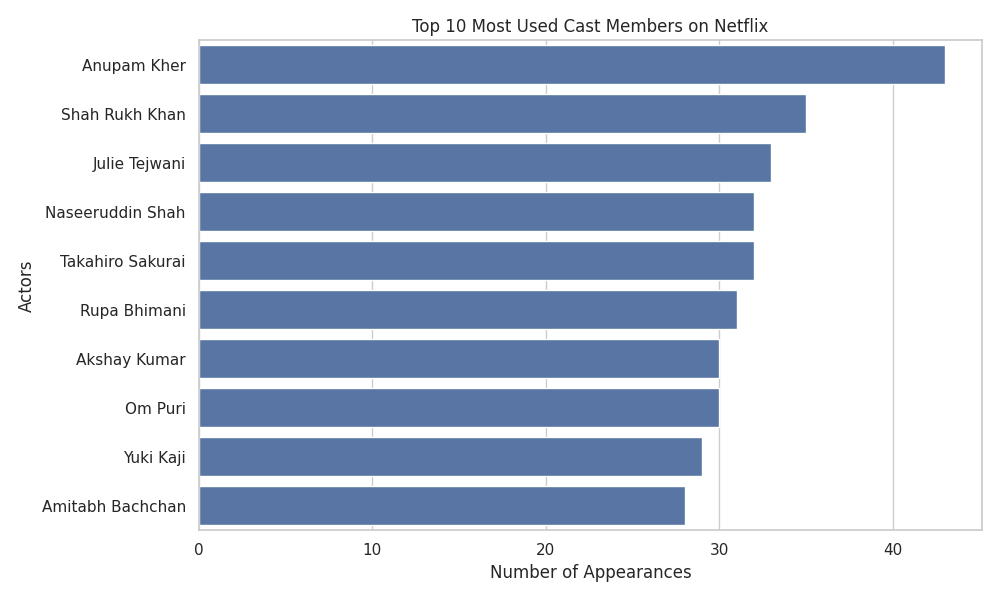 Top 10 Most Used Cast Members on Netflix
Actors
Anupam Kher
Shah Rukh Khan
Julie Tejwani
Naseeruddin Shah
Takahiro Sakurai
Rupa Bhimani
Akshay Kumar
Om Puri
Yuki Kaji
Amitabh Bachchan
0 10 20 30 40
Number of Appearances